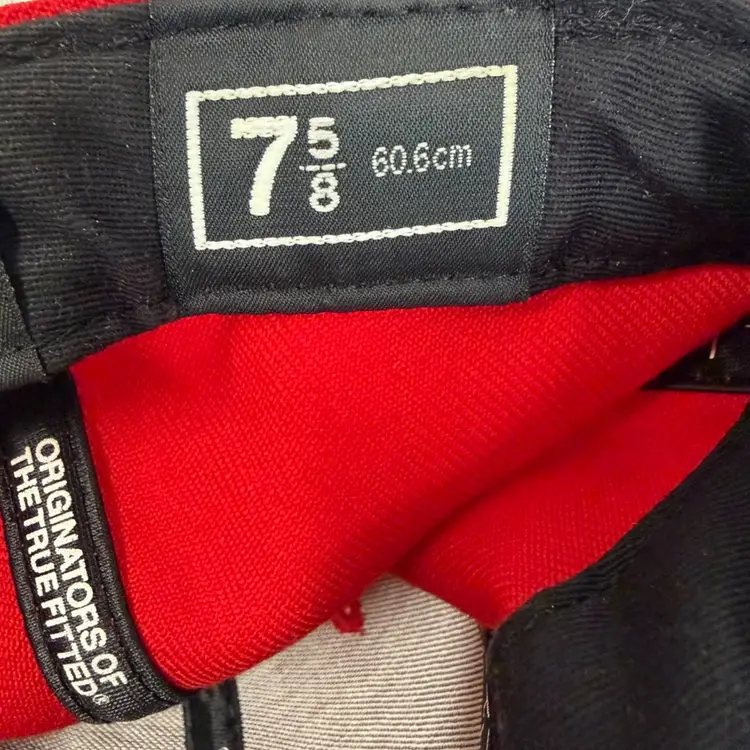 7 5/8 60.6cm
ORIGINATORS OF
THE TRUE FITTED®